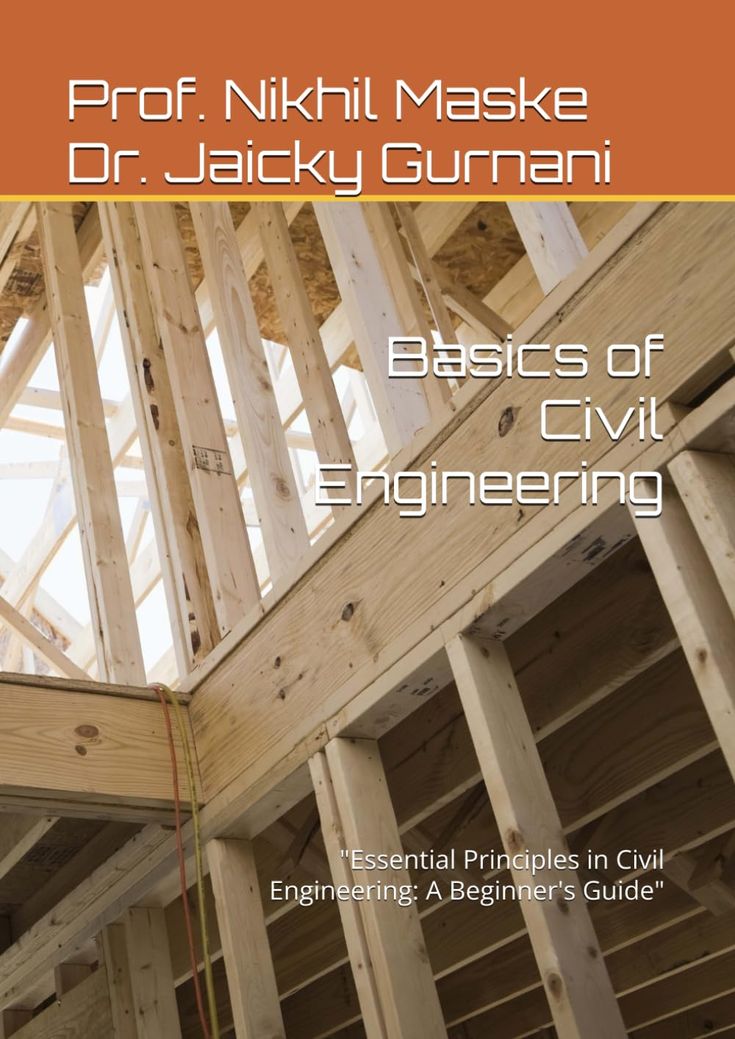 Prof. Nikhil Maske
Dr. Jaicky Gurnani
Basics of
Civil
Engineering
"Essential Principles in Civil
Engineering: A Beginner's Guide"